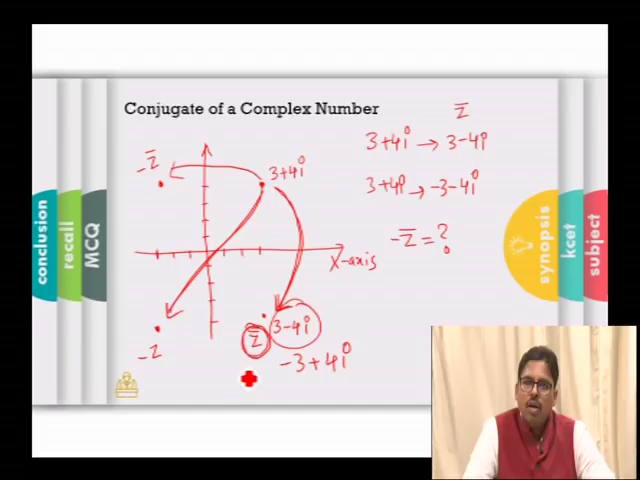 Conjugate of a Complex Number
z̄
3+4i → 3-4i
3+4i → -3-4i
-z̄ = ?
-z̄
3+4i
X-axis
3-4i
z̄
-3+4i
-z
conclusion
recall
MCQ
synopsis
kcet
subject